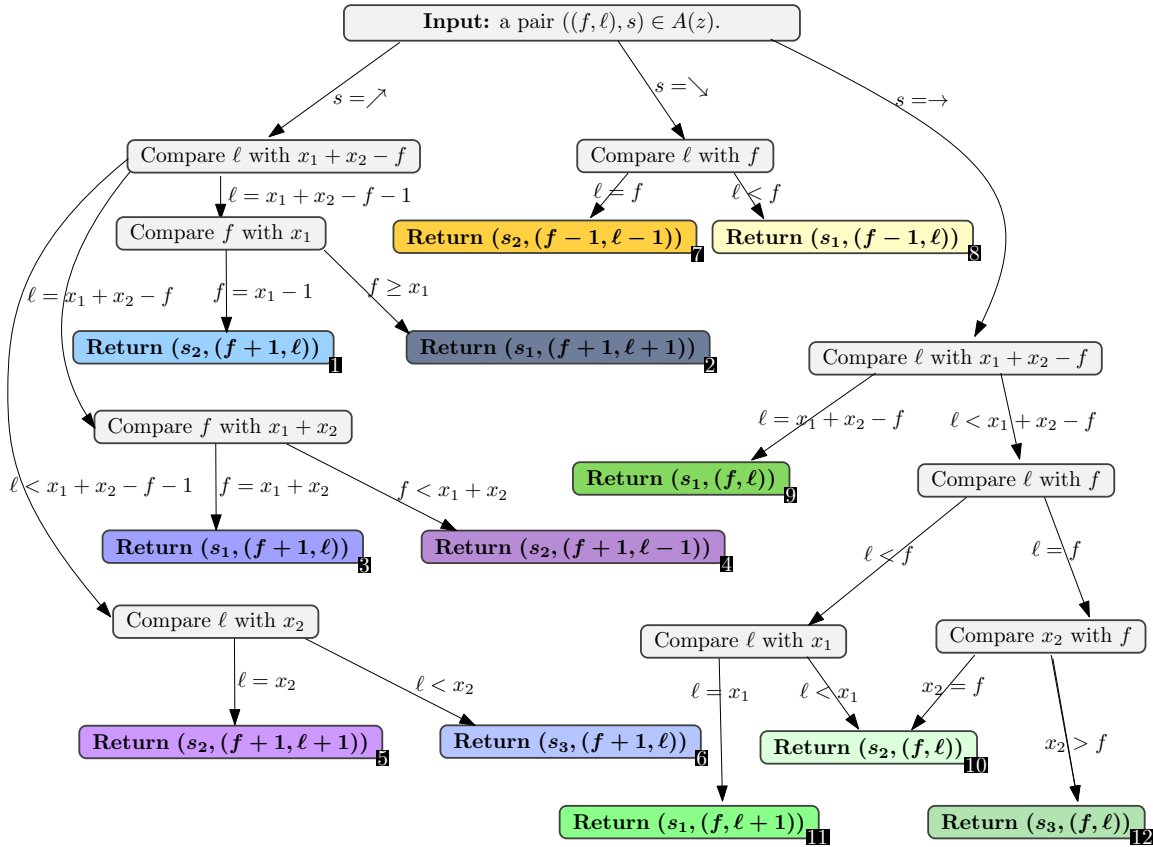 Input: a pair ((f, ℓ), s) ∈ A(z).
s =↗
s =↘
s =→
Compare ℓ with x₁ + x₂ − f
Compare ℓ with f
ℓ = x₁ + x₂ − f − 1
ℓ = f
ℓ < f
Compare f with x₁
Return (s₂, (f − 1, ℓ − 1))
7
Return (s₁, (f − 1, ℓ))
8
ℓ = x₁ + x₂ − f
f = x₁ − 1
f ≥ x₁
Return (s₂, (f + 1, ℓ))
1
Return (s₁, (f + 1, ℓ + 1))
2
Compare ℓ with x₁ + x₂ − f
Compare f with x₁ + x₂
ℓ = x₁ + x₂ − f
ℓ < x₁ + x₂ − f
ℓ < x₁ + x₂ − f − 1
f = x₁ + x₂
f < x₁ + x₂
Return (s₁, (f, ℓ))
9
Compare ℓ with f
Return (s₁, (f + 1, ℓ))
3
Return (s₂, (f + 1, ℓ − 1))
4
ℓ < f
ℓ = f
Compare ℓ with x₂
Compare ℓ with x₁
Compare x₂ with f
ℓ = x₂
ℓ < x₂
ℓ = x₁
ℓ < x₁
x₂ = f
x₂ > f
Return (s₂, (f + 1, ℓ + 1))
5
Return (s₃, (f + 1, ℓ))
6
Return (s₂, (f, ℓ))
10
Return (s₁, (f, ℓ + 1))
11
Return (s₃, (f, ℓ))
12